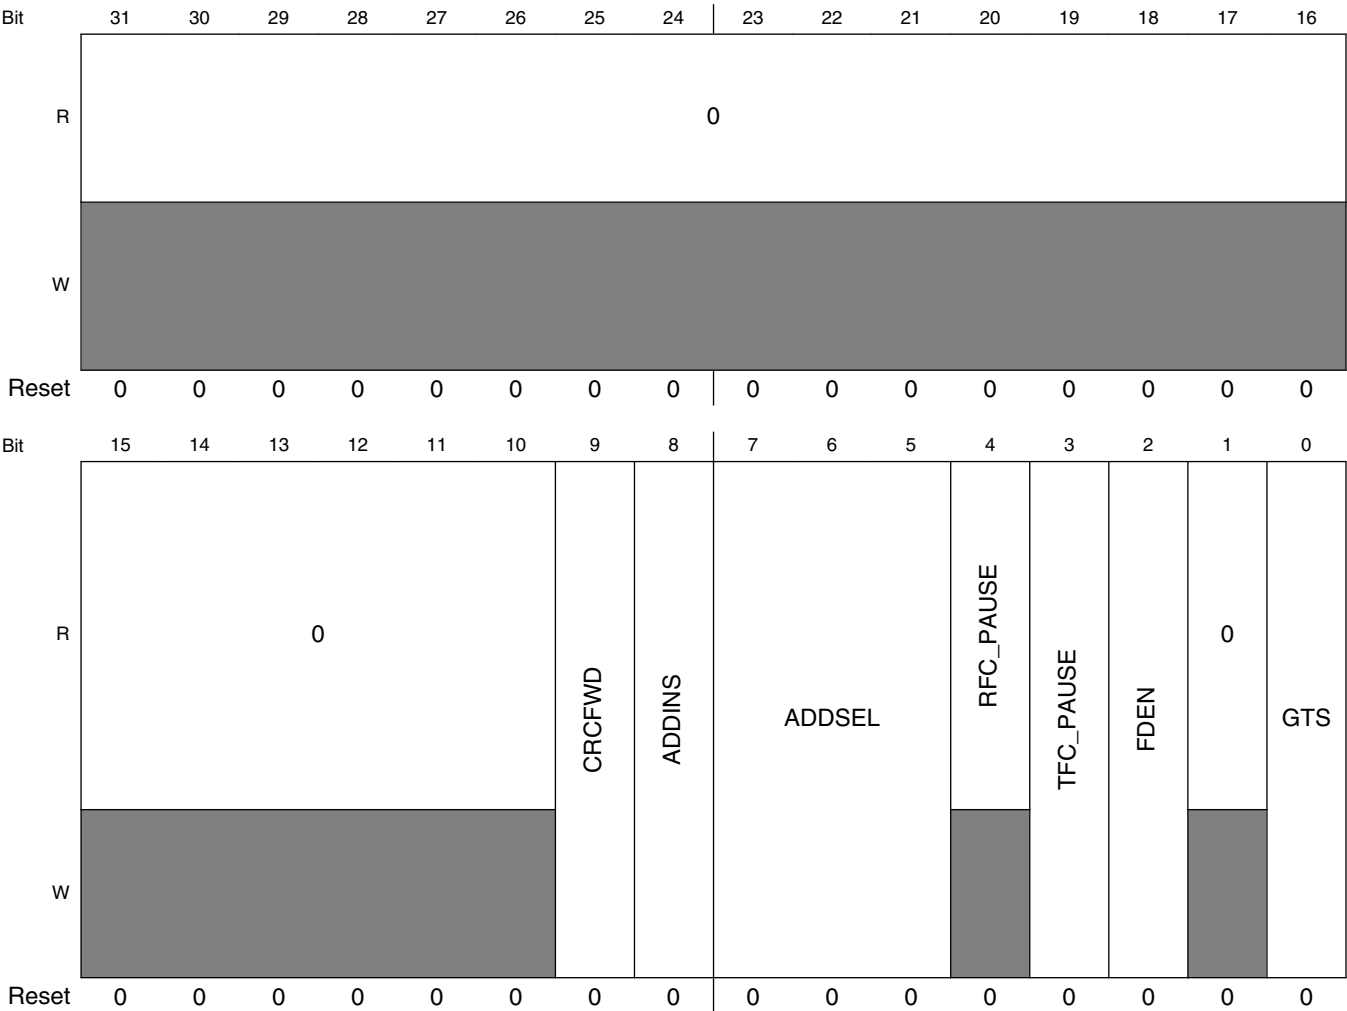 Bit 31 30 29 28 27 26 25 24 23 22 21 20 19 18 17 16
R 0
W
Reset 0 0 0 0 0 0 0 0 0 0 0 0 0 0 0 0
Bit 15 14 13 12 11 10 9 8 7 6 5 4 3 2 1 0
R 0 CRCFWD ADDINS ADDSEL RFC_PAUSE TFC_PAUSE FDEN 0 GTS
W
Reset 0 0 0 0 0 0 0 0 0 0 0 0 0 0 0 0